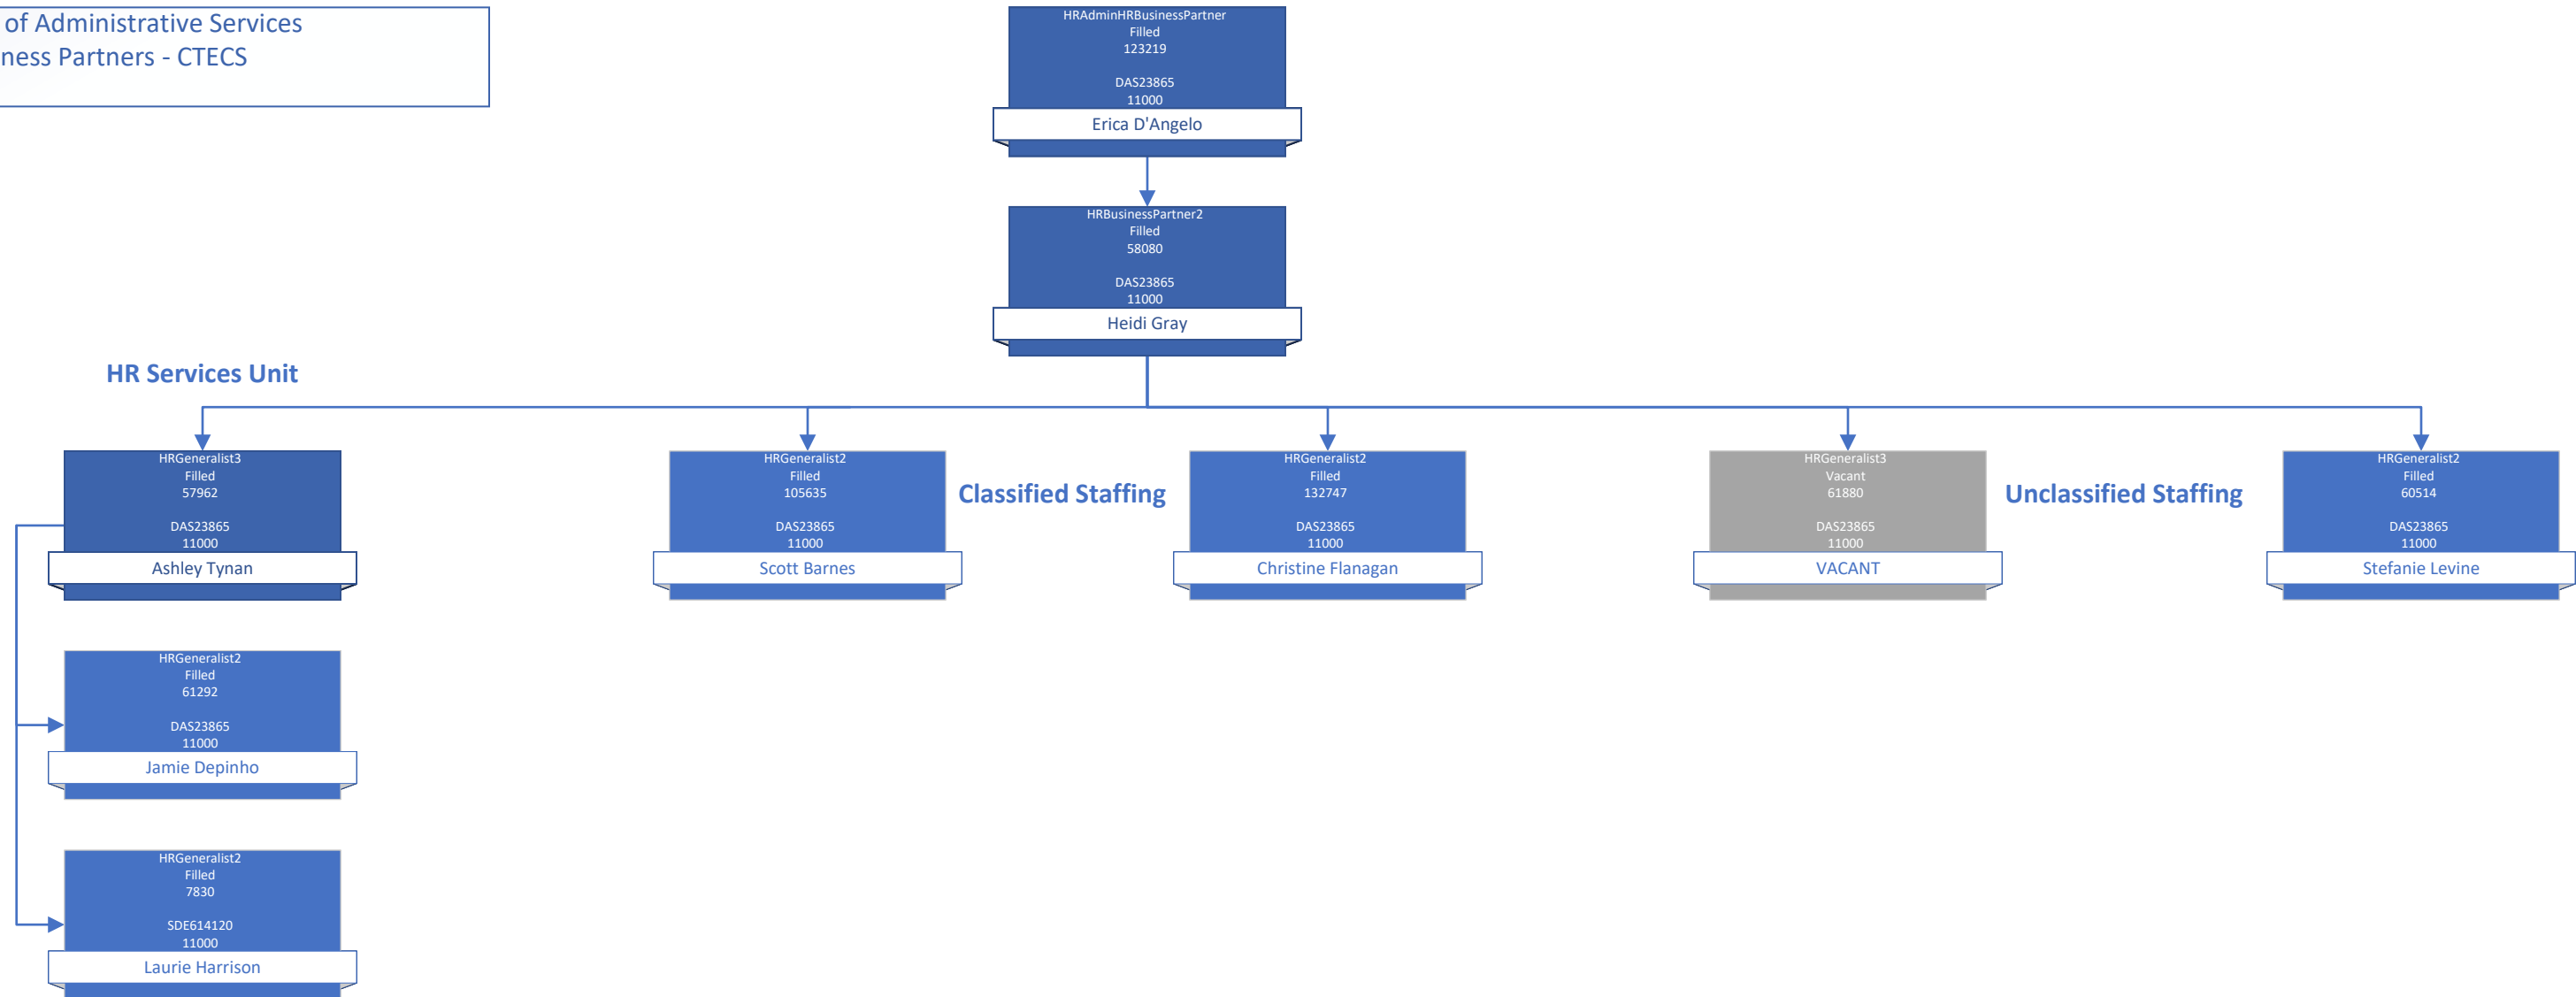 of Administrative Services
ness Partners - CTECS
HRAdminHRBusinessPartner
Filled
123219
DAS23865
11000
Erica D'Angelo
HRBusinessPartner2
Filled
58080
DAS23865
11000
Heidi Gray
HR Services Unit
HRGeneralist3
Filled
57962
DAS23865
11000
Ashley Tynan
HRGeneralist2
Filled
105635
DAS23865
11000
Scott Barnes
Classified Staffing
HRGeneralist2
Filled
132747
DAS23865
11000
Christine Flanagan
HRGeneralist3
Vacant
61880
DAS23865
11000
VACANT
Unclassified Staffing
HRGeneralist2
Filled
60514
DAS23865
11000
Stefanie Levine
HRGeneralist2
Filled
61292
DAS23865
11000
Jamie Depinho
HRGeneralist2
Filled
7830
SDE614120
11000
Laurie Harrison